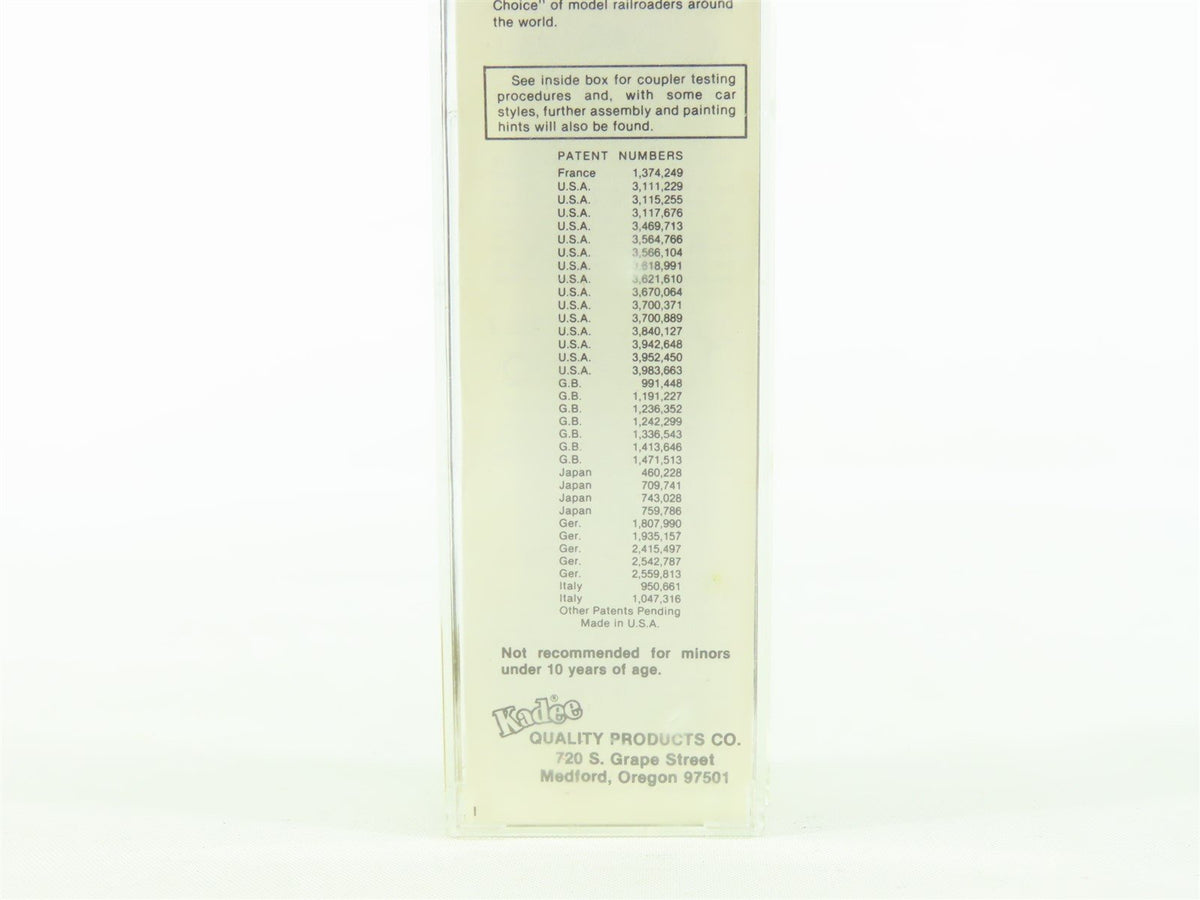 Choice" of model railroaders around
the world.
See inside box for coupler testing
procedures and, with some car
styles, further assembly and painting
hints will also be found.
PATENT NUMBERS
France 1,374,249
U.S.A. 3,111,229
U.S.A. 3,115,255
U.S.A. 3,117,676
U.S.A. 3,469,713
U.S.A. 3,564,766
U.S.A. 3,566,104
U.S.A.
U.S.A. 3,621,610
U.S.A. 3,670,064
U.S.A. 3,700,371
U.S.A. 3,700,889
U.S.A. 3,840,127
U.S.A. 3,942,648
U.S.A. 3,952,450
U.S.A. 3,983,663
G.B. 991,448
G.B. 1,191,227
G.B. 1,236,352
G.B. 1,242,299
G.B. 1,336,543
G.B. 1,413,646
G.B. 1,471,513
Japan 460,228
Japan 709,741
Japan 743,028
Japan 759,786
Ger. 1,807,990
Ger. 1,935,157
Ger. 2,415,497
Ger. 2,542,787
Ger. 2,559,813
Italy 950,661
Italy 1,047,316
Other Patents Pending
Made in U.S.A.
Not recommended for minors
under 10 years of age.
Kadee®
QUALITY PRODUCTS CO.
720 S. Grape Street
Medford, Oregon 97501